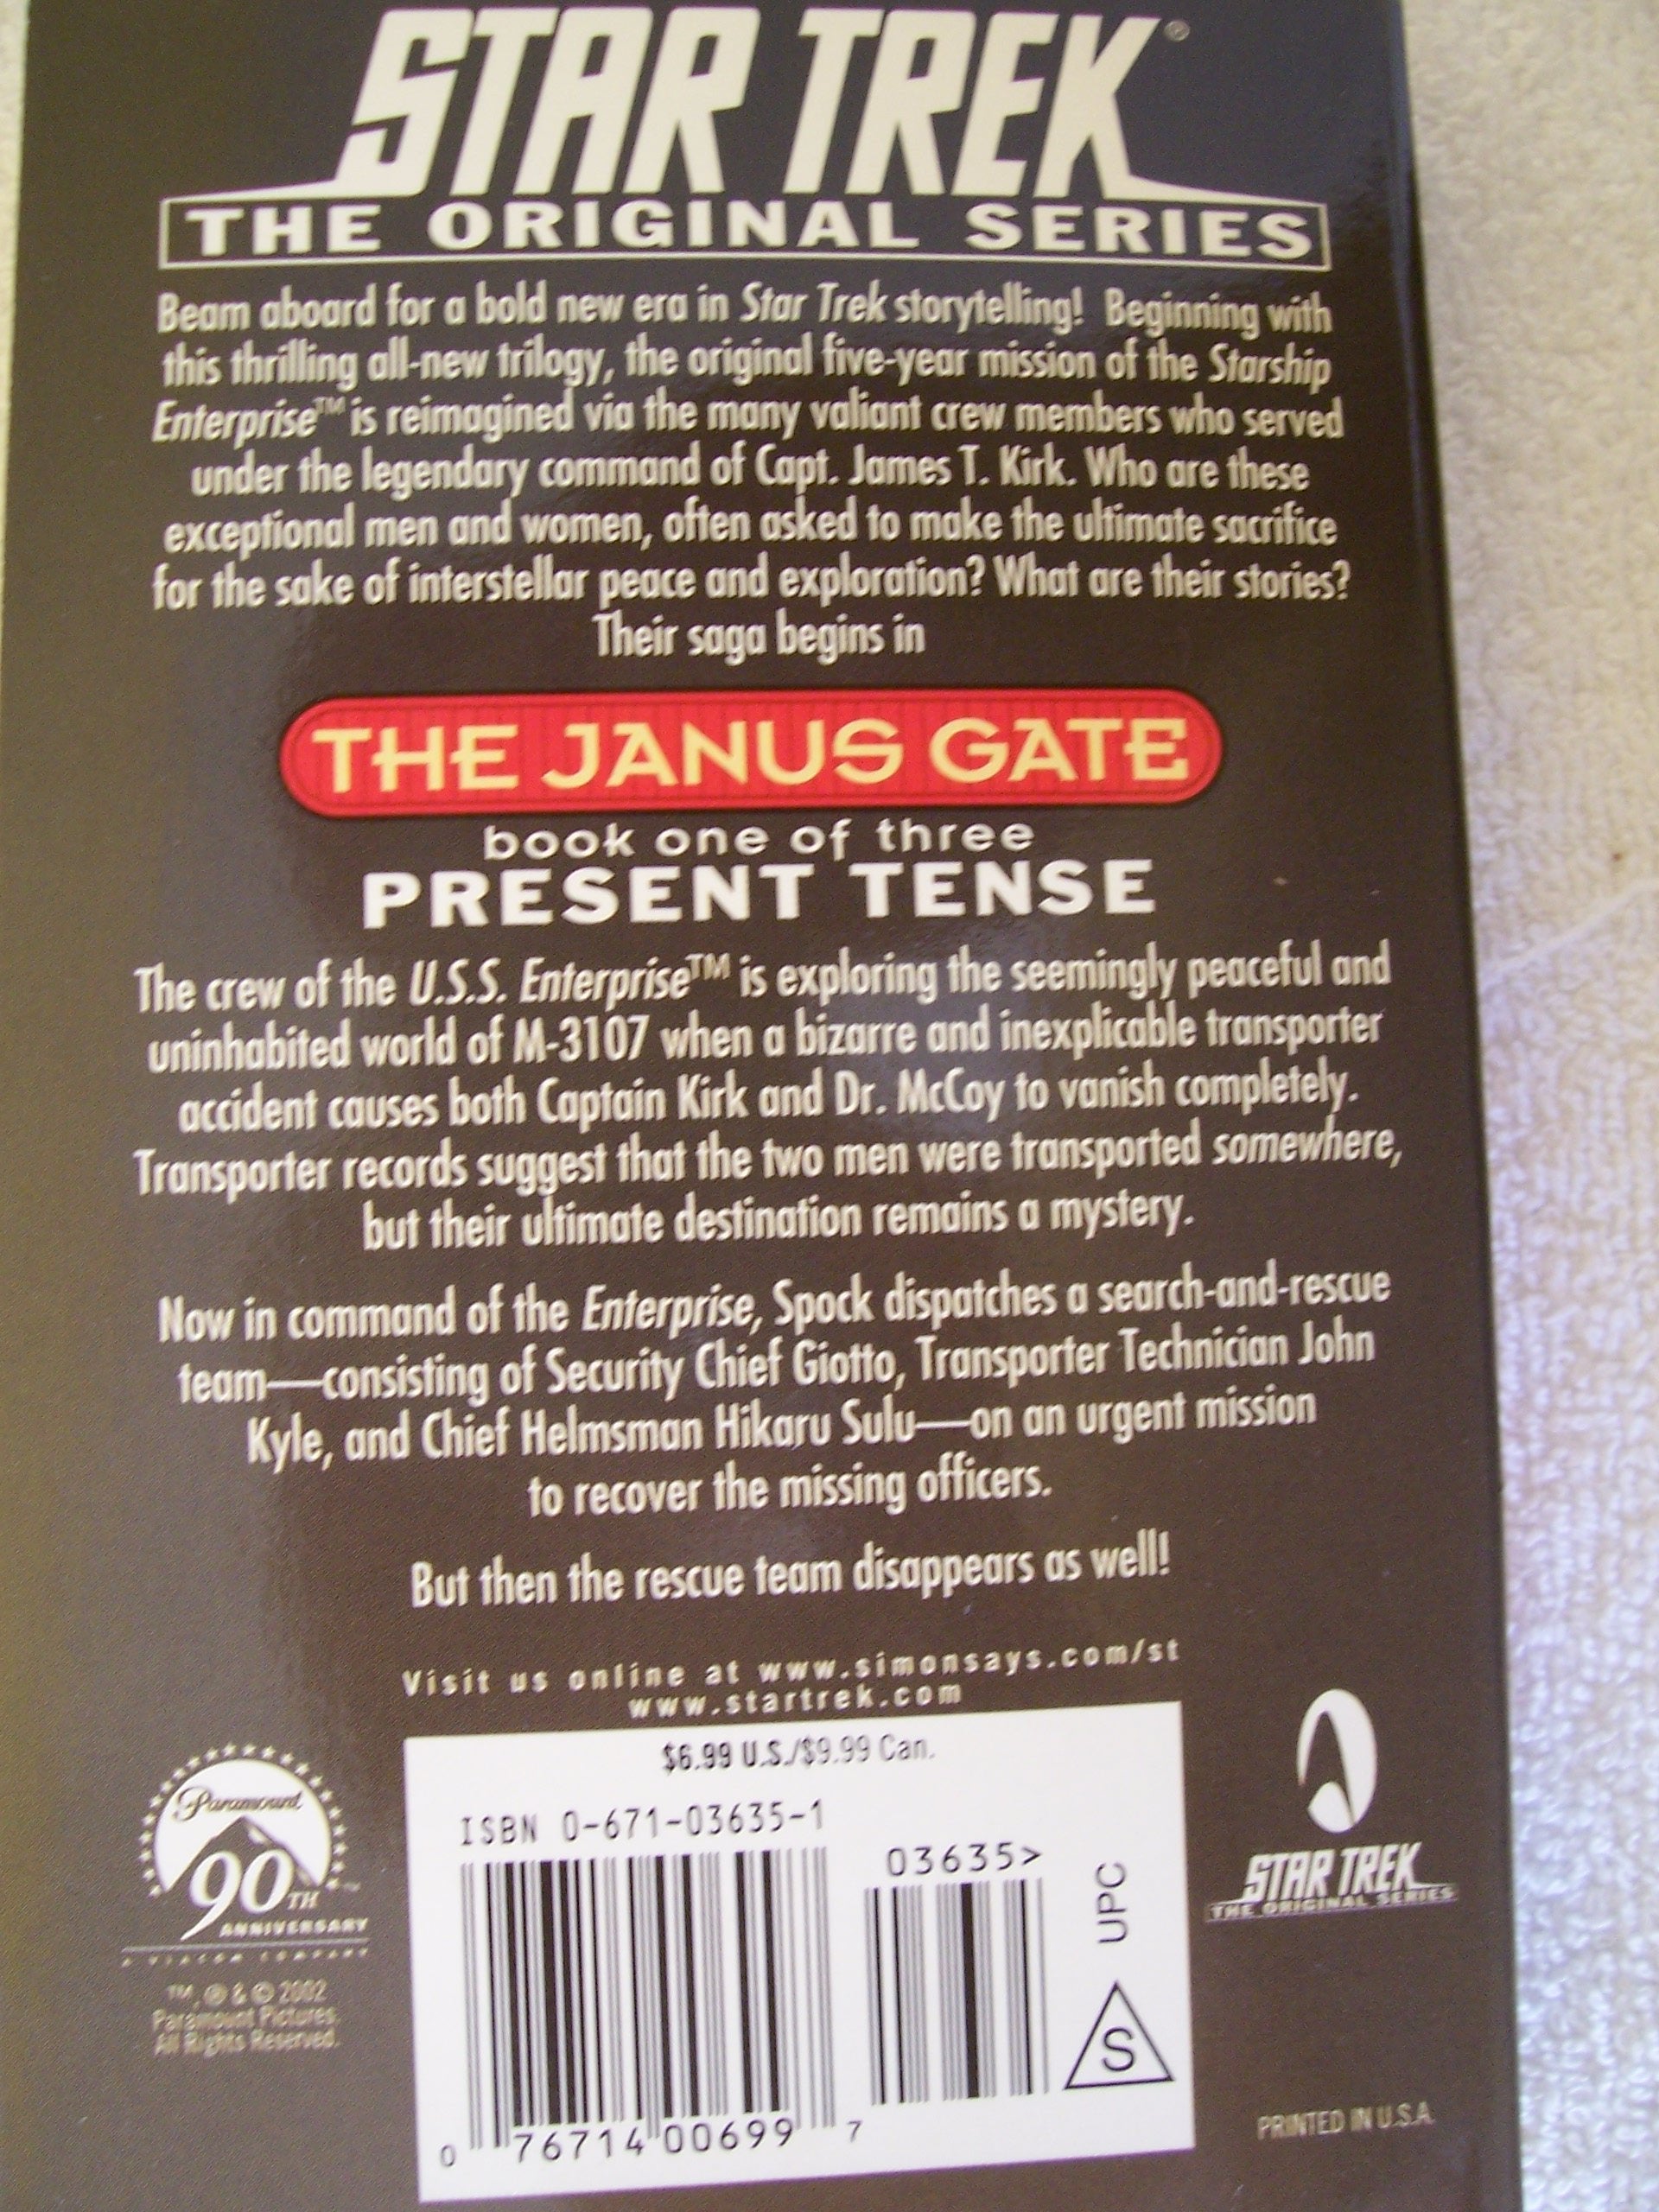 STAR TREK®
THE ORIGINAL SERIES
Beam aboard for a bold new era in Star Trek storytelling! Beginning with
this thrilling all-new trilogy, the original five-year mission of the Starship
Enterprise™ is reimagined via the many valiant crew members who served
under the legendary command of Capt. James T. Kirk. Who are these
exceptional men and women, often asked to make the ultimate sacrifice
for the sake of interstellar peace and exploration? What are their stories?
Their saga begins in
THE JANUS GATE
book one of three
PRESENT TENSE
The crew of the U.S.S. Enterprise™ is exploring the seemingly peaceful and
uninhabited world of M-3107 when a bizarre and inexplicable transporter
accident causes both Captain Kirk and Dr. McCoy to vanish completely.
Transporter records suggest that the two men were transported somewhere,
but their ultimate destination remains a mystery.
Now in command of the Enterprise, Spock dispatches a search-and-rescue
team—consisting of Security Chief Giotto, Transporter Technician John
Kyle, and Chief Helmsman Hikaru Sulu—on an urgent mission
to recover the missing officers.
But then the rescue team disappears as well!
Visit us online at www.simonsays.com/st
www.startrek.com
$6.99 U.S./$9.99 Can.
ISBN 0-671-03635-1
03635>
UPC
S
0 76714 00699 7
Paramount
90TH
ANNIVERSARY
A VIACOM COMPANY
™, ® & © 2002
Paramount Pictures.
All Rights Reserved.
STAR TREK
THE ORIGINAL SERIES
PRINTED IN U.S.A.